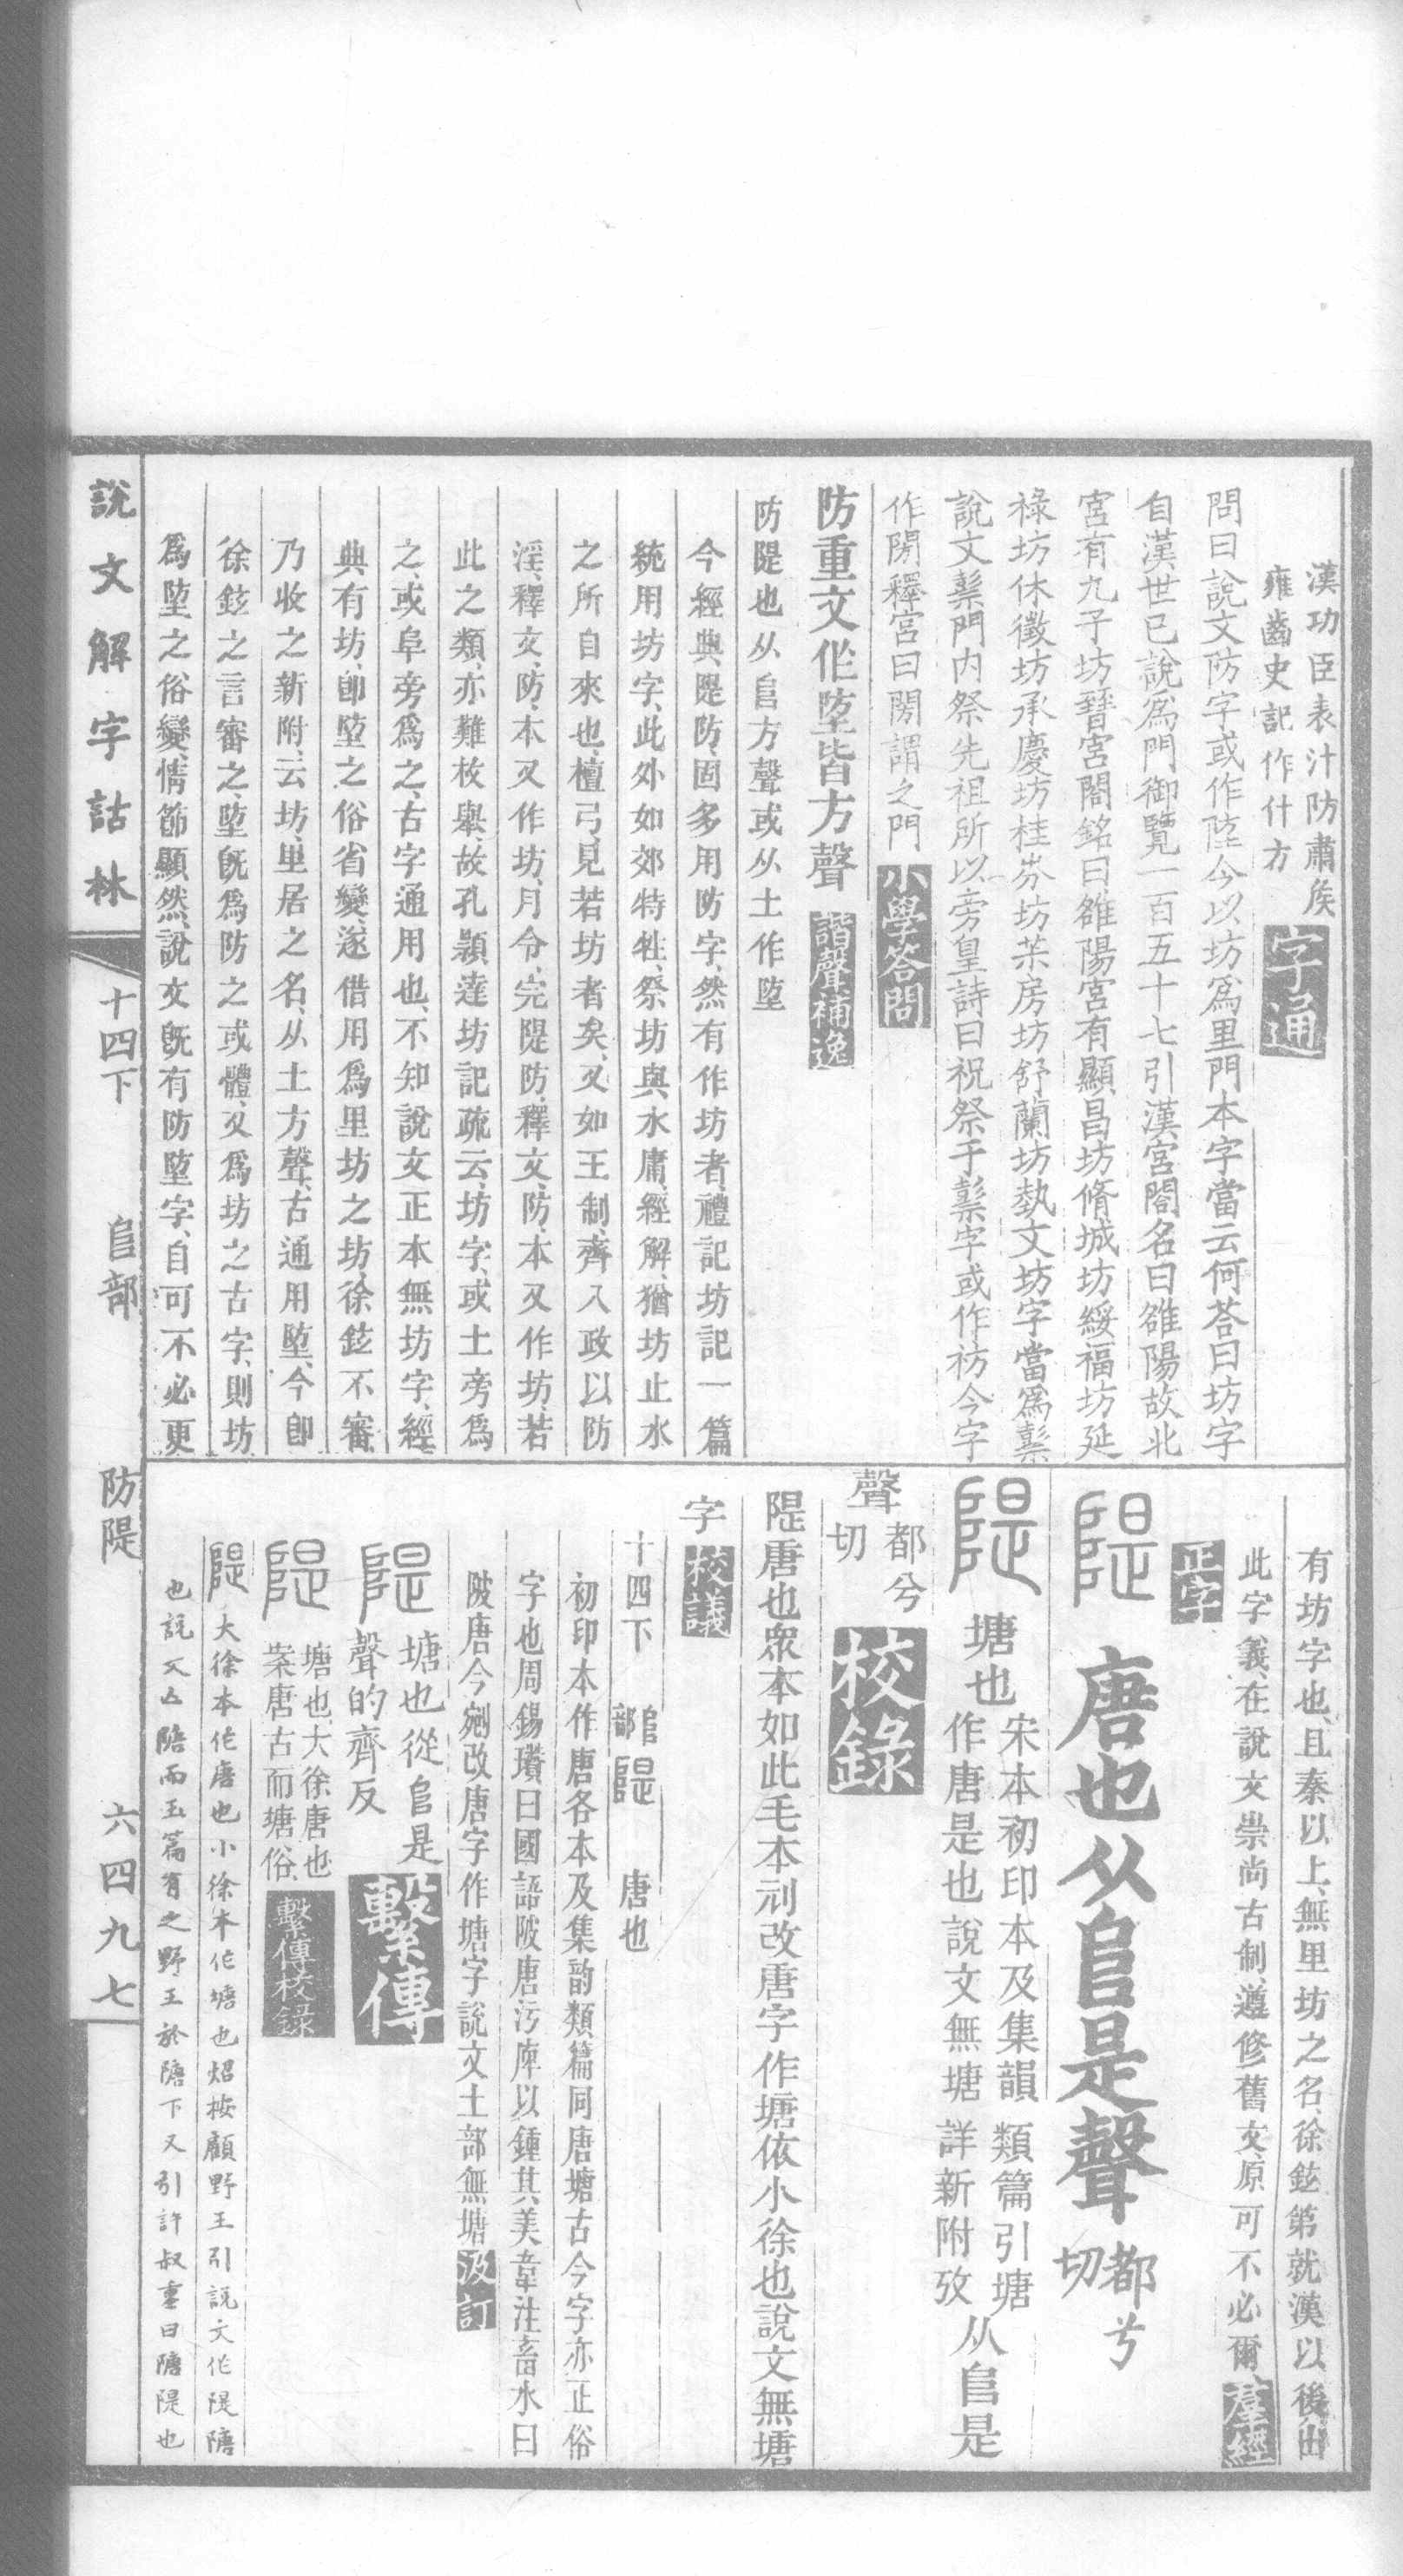 漢功臣表汁防肅矦
雍齒史記作什方
字通
問曰說文防字或作陸今以坊爲里門本字當云何荅曰坊字
自漢世已說爲門御覽一百五十七引漢宮閣名曰雒陽故北
宮有九子坊晉宮閣銘曰雒陽宮有顯昌坊脩城坊綏福坊延
祿坊休徵坊承慶坊桂芬坊茱房坊舒蘭坊埶文坊字當爲䋣
說文䋣門內祭先祖所以旁皇詩曰祝祭于䋣字或作祊今字
作閍釋宮曰閍謂之門
小學答問
防重文作堕皆方聲
諧聲補逸
防隄也从𨸏方聲或从土作堕
今經典隄防固多用防字、然有作坊者、禮記坊記一篇
統用坊字、此外如郊特牲、祭坊與水庸、經解、猶坊止水
之所自來也、檀弓、見若坊者矣、又如王制、齊八政以防
淫、釋文、防、本又作坊、月令、完隄防、釋文、防、本又作坊、若
此之類、亦難枚舉、故孔穎達坊記疏云、坊字、或土旁爲
之、或阜旁爲之、古字通用也、不知說文正本無坊字、經
典有坊、卽堕之俗省變、遂借用爲里坊之坊、徐鉉不審
乃收之新附、云坊、里居之名、从土方聲、古通用堕、今卽
徐鉉之言審之、堕旣爲防之或體、又爲坊之古字、則坊
爲堕之俗變、情節顯然、說文旣有防堕字、自可不必更
有坊字也、且秦以上、無里坊之名、徐鉉第就漢以後出
此字義、在說文崇尚古制、遵修舊文、原可不必爾、
羣經
正字
隄 唐也从𨸏是聲 都兮切
隄 塘也 宋本初印本及集韻類篇引塘
作唐是也說文無塘詳新附攷 从𨸏是
聲 都兮切
校錄
隄唐也衆本如此毛本刓改唐字作塘依小徐也說文無塘
字
校議
十四下 𨸏部 隄 唐也
初印本作唐各本及集韵類篇同唐塘古今字亦正俗
字也周錫瓚曰國語陂唐污庳以鍾其美韋注畜水曰
陂唐今剜改唐字作塘字說文土部無塘
汲訂
隄 塘也從𨸏是
聲的齊反
繫傳
隄 塘也、大徐唐也
案唐古而塘俗、
繫傳校錄
隄 大徐本作唐也小徐本作塘也炤按顧野王引說文作隄隯
也說文亾隯而玉篇有之野王於隯下又引許叔重曰隯隄也
說文解字詁林
十四下 𨸏部 防隄 六四九七